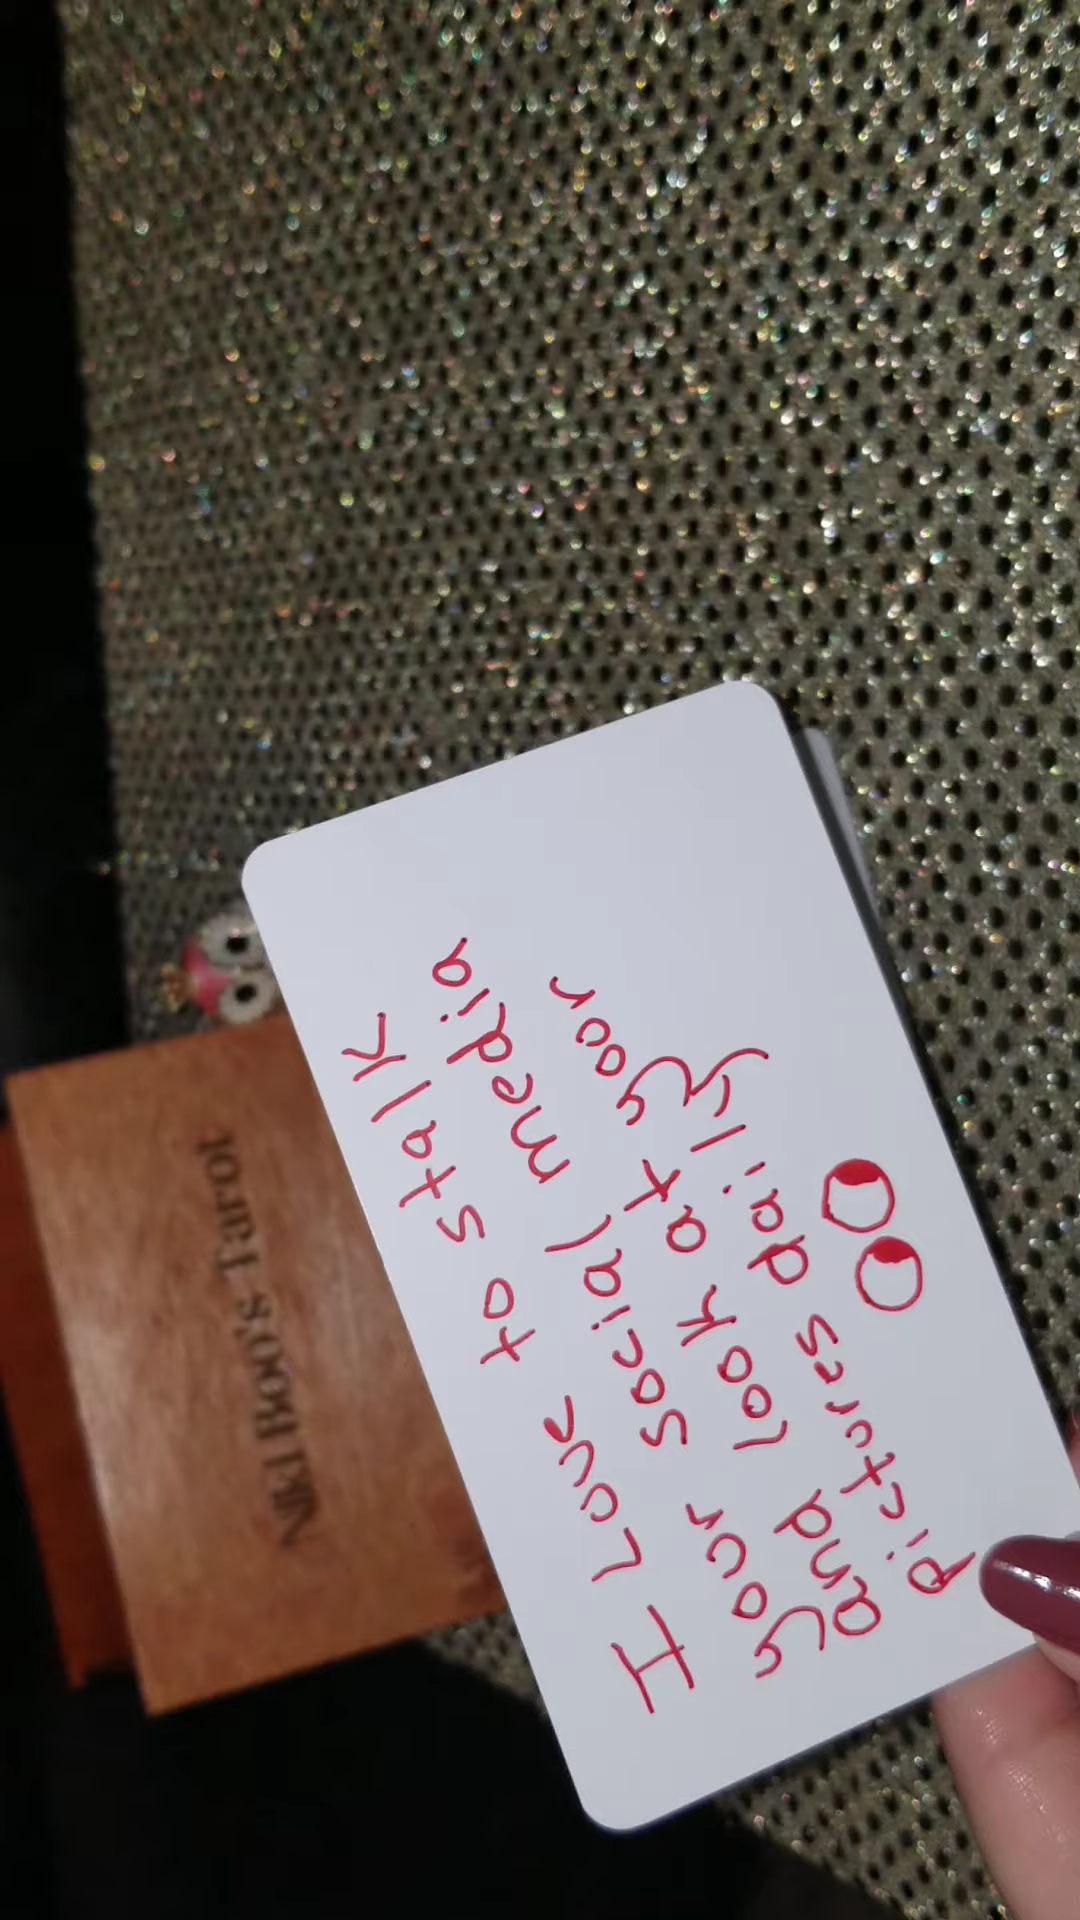 I Love to stalk
your social media
and look at your
pictures daily
Niki Boo's Tarot